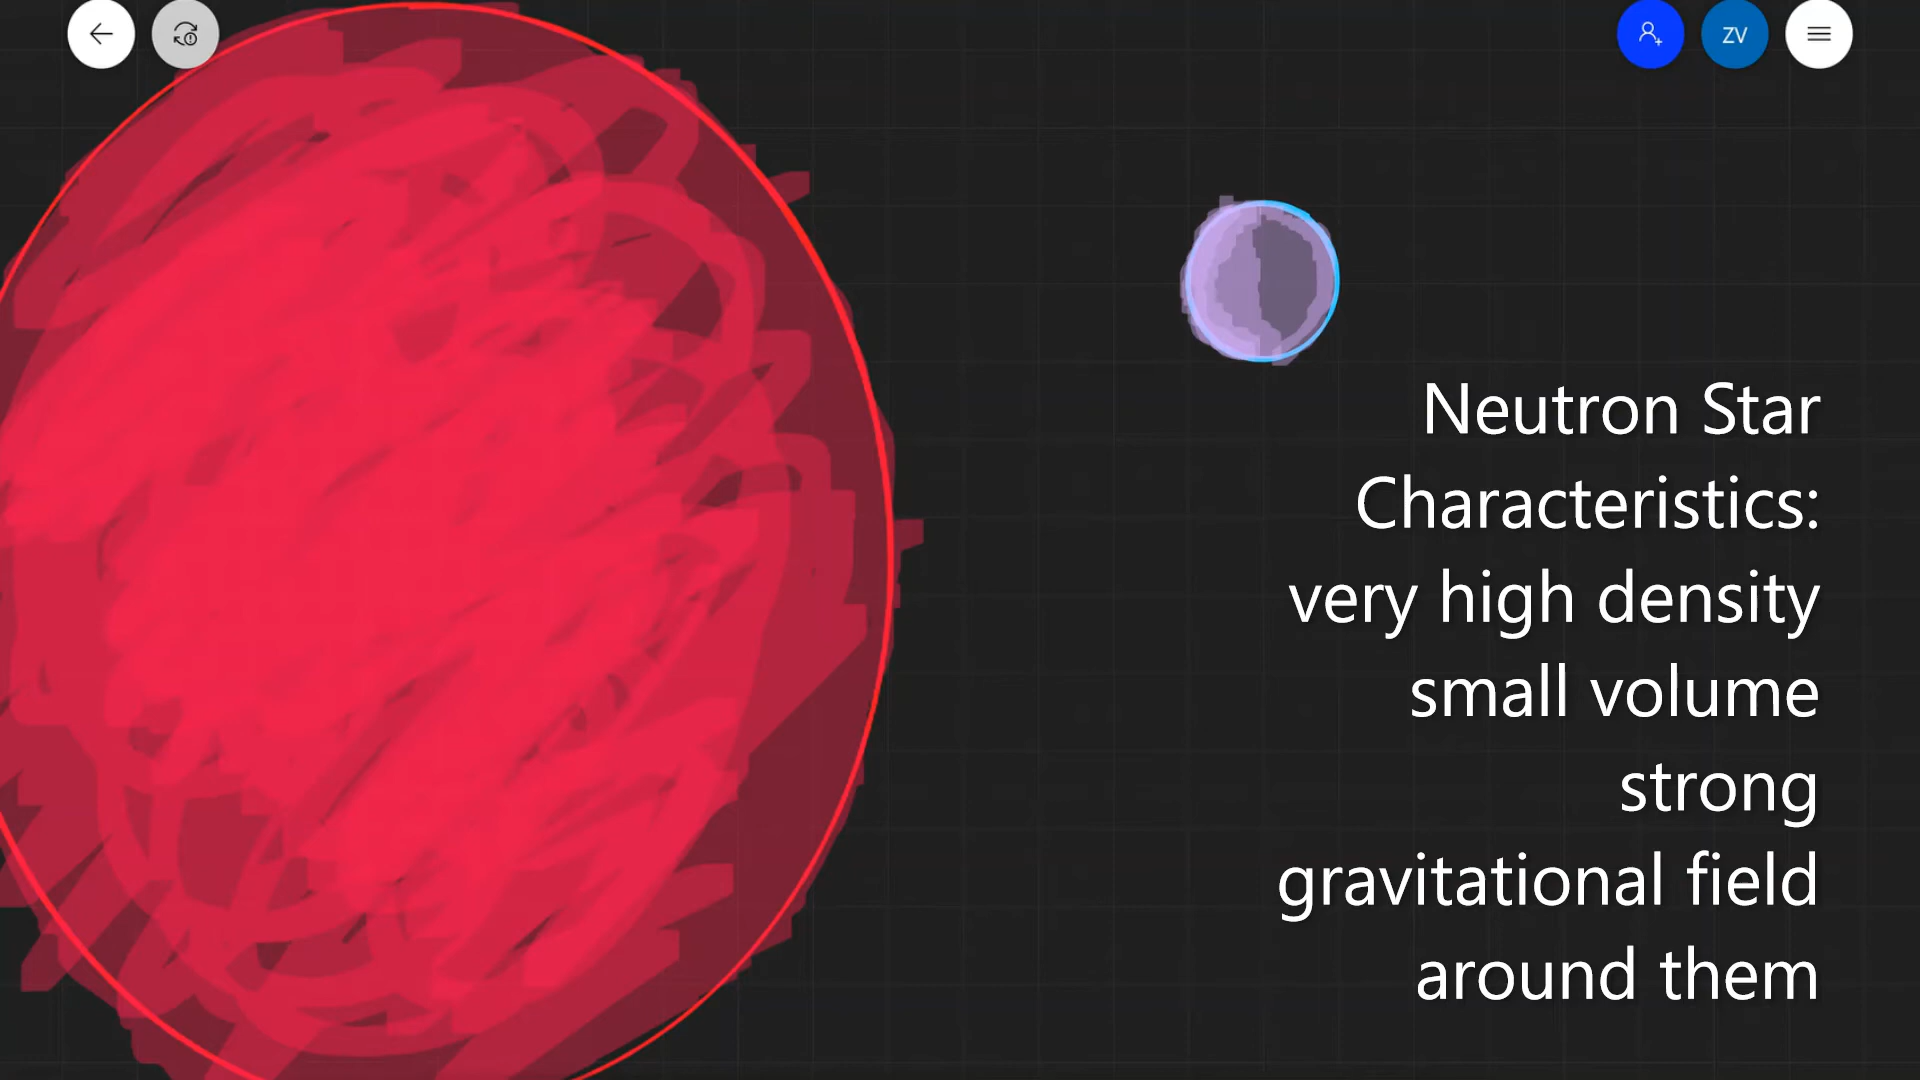 ZV
Neutron Star
Characteristics:
very high density
small volume
strong
gravitational field
around them